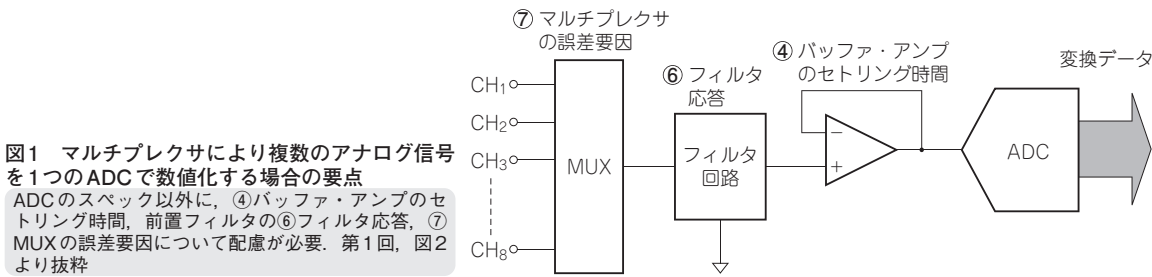 ⑦ マルチプレクサ
の誤差要因
④ バッファ・アンプ
のセトリング時間
変換データ
⑥ フィルタ
応答
CH1
CH2
CH3
CH8
MUX
フィルタ
回路
−
+
ADC
図1 マルチプレクサにより複数のアナログ信号
を1つのADCで数値化する場合の要点
ADCのスペック以外に，④バッファ・アンプのセ
トリング時間，前置フィルタの⑥フィルタ応答，⑦
MUXの誤差要因について配慮が必要．第1回，図2
より抜粋